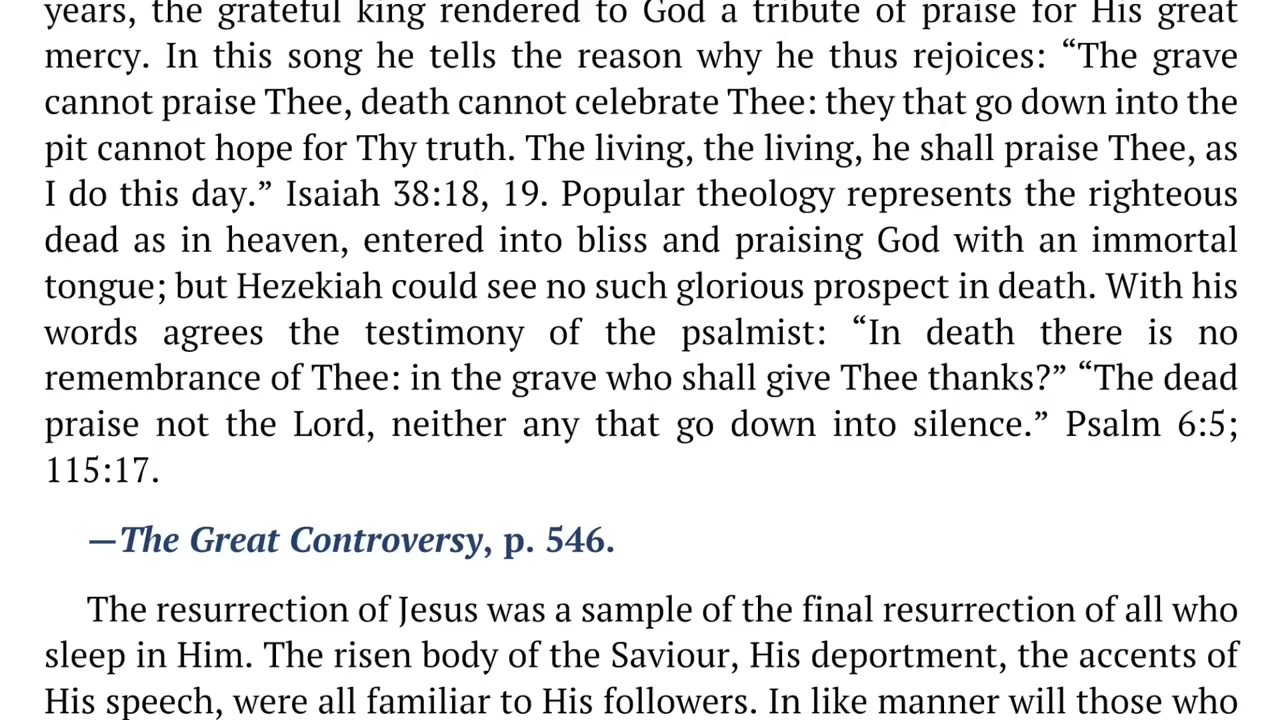 years, the grateful king rendered to God a tribute of praise for His great
mercy. In this song he tells the reason why he thus rejoices: “The grave
cannot praise Thee, death cannot celebrate Thee: they that go down into the
pit cannot hope for Thy truth. The living, the living, he shall praise Thee, as
I do this day.” Isaiah 38:18, 19. Popular theology represents the righteous
dead as in heaven, entered into bliss and praising God with an immortal
tongue; but Hezekiah could see no such glorious prospect in death. With his
words agrees the testimony of the psalmist: “In death there is no
remembrance of Thee: in the grave who shall give Thee thanks?” “The dead
praise not the Lord, neither any that go down into silence.” Psalm 6:5;
115:17.
—The Great Controversy, p. 546.
The resurrection of Jesus was a sample of the final resurrection of all who
sleep in Him. The risen body of the Saviour, His deportment, the accents of
His speech, were all familiar to His followers. In like manner will those who